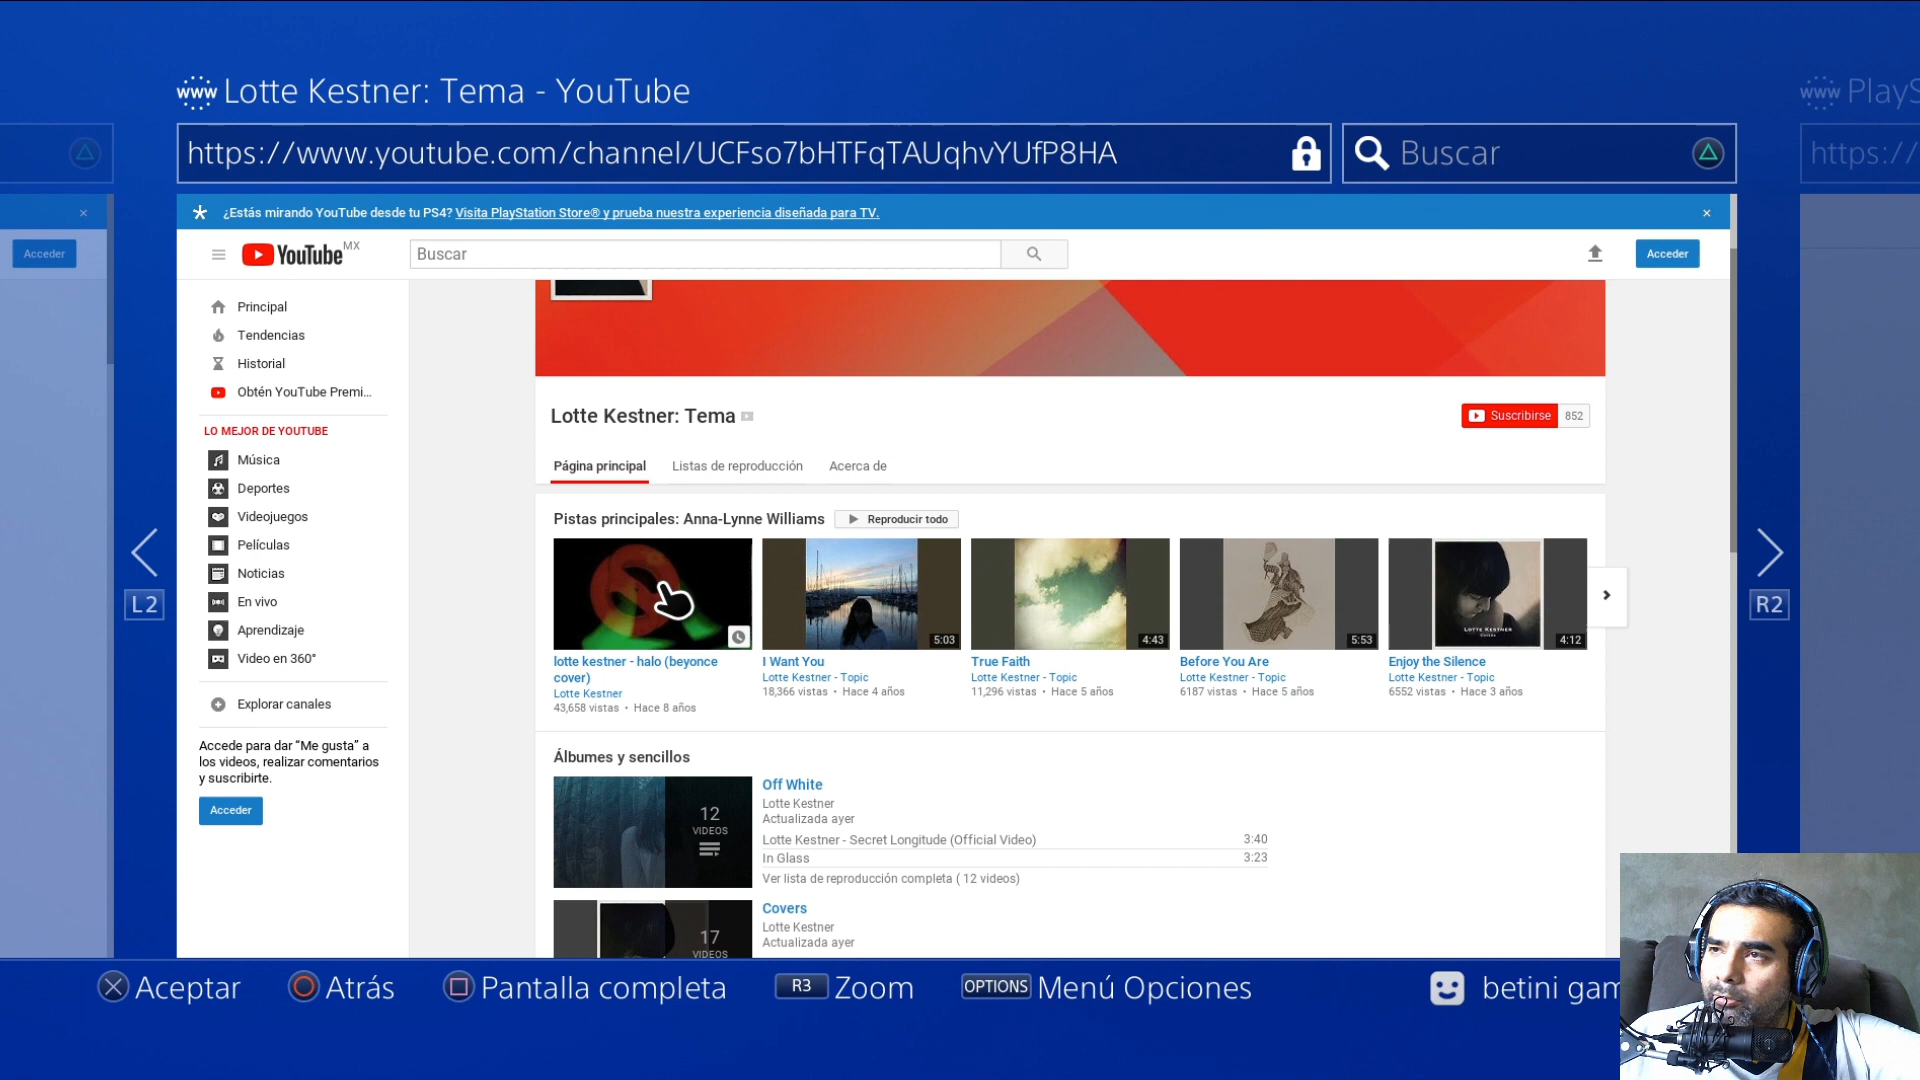 Lotte Kestner: Tema - YouTube
www
PlayS
https://www.youtube.com/channel/UCFso7bHTFqTAUqhvYUfP8HA
Buscar
https://
¿Estás mirando YouTube desde tu PS4? Visita PlayStation Store® y prueba nuestra experiencia diseñada para TV.
×
Acceder
YouTube MX
Buscar
Acceder
Principal
Tendencias
Historial
Obtén YouTube Premi...
LO MEJOR DE YOUTUBE
Música
Deportes
Videojuegos
Películas
Noticias
En vivo
Aprendizaje
Video en 360°
Explorar canales
Accede para dar “Me gusta” a
los videos, realizar comentarios
y suscribirte.
Acceder
Lotte Kestner: Tema
Suscribirse 852
Página principal
Listas de reproducción
Acerca de
Pistas principales: Anna-Lynne Williams
Reproducir todo
lotte kestner - halo (beyonce
cover)
Lotte Kestner
43,658 vistas • Hace 8 años
5:03
I Want You
Lotte Kestner - Topic
18,366 vistas • Hace 4 años
4:43
True Faith
Lotte Kestner - Topic
11,296 vistas • Hace 5 años
5:53
Before You Are
Lotte Kestner - Topic
6187 vistas • Hace 5 años
LOTTE KESTNER
COVERS
4:12
Enjoy the Silence
Lotte Kestner - Topic
6552 vistas • Hace 3 años
Álbumes y sencillos
12
VIDEOS
Off White
Lotte Kestner
Actualizada ayer
Lotte Kestner - Secret Longitude (Official Video) 3:40
In Glass 3:23
Ver lista de reproducción completa ( 12 videos)
17
VIDEOS
Covers
Lotte Kestner
Actualizada ayer
L2
R2
Aceptar
Atrás
Pantalla completa
R3 Zoom
OPTIONS Menú Opciones
betini gam